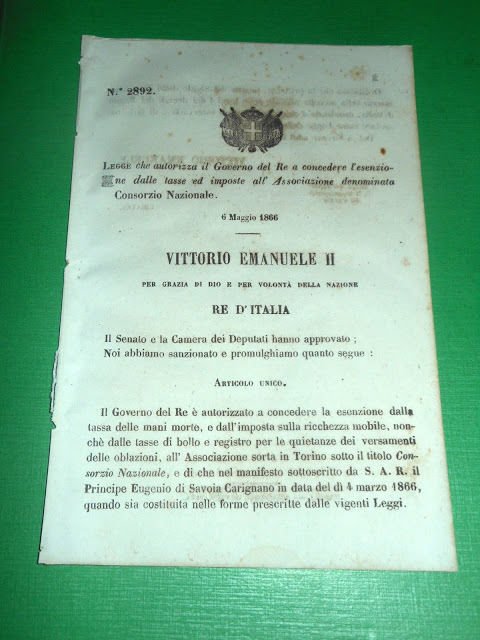 N.° 2892.
LEGGE che autorizza il Governo del Re a concedere l'esenzio-
ne dalle tasse ed imposte all'Associazione denominata
Consorzio Nazionale.
6 Maggio 1866
VITTORIO EMANUELE II
PER GRAZIA DI DIO E PER VOLONTÀ DELLA NAZIONE
RE D'ITALIA
Il Senato e la Camera dei Deputati hanno approvato;
Noi abbiamo sanzionato e promulghiamo quanto segue:
ARTICOLO UNICO.
Il Governo del Re è autorizzato a concedere la esenzione dalla
tassa delle mani morte, e dall'imposta sulla ricchezza mobile, non-
chè dalle tasse di bollo e registro per le quietanze dei versamenti
delle oblazioni, all' Associazione sorta in Torino sotto il titolo Con-
sorzio Nazionale, e di che nel manifesto sottoscritto da S. A. R. il
Principe Eugenio di Savoia Carignano in data del dì 4 marzo 1866,
quando sia costituita nelle forme prescritte dalle vigenti Leggi.